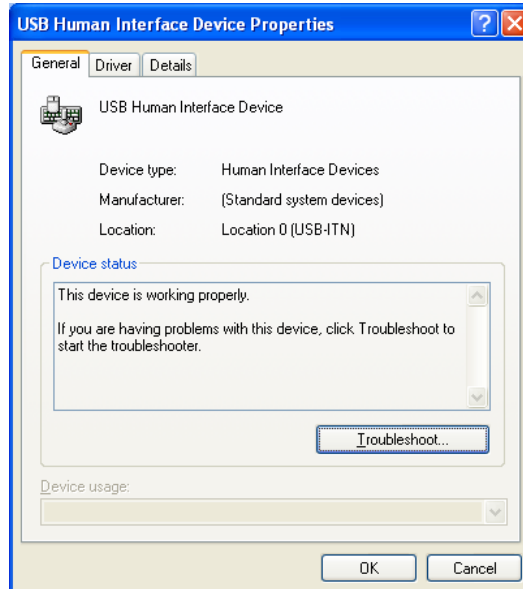 USB Human Interface Device Properties
General Driver Details
USB Human Interface Device
Device type: Human Interface Devices
Manufacturer: (Standard system devices)
Location: Location 0 (USB-ITN)
Device status
This device is working properly.
If you are having problems with this device, click Troubleshoot to
start the troubleshooter.
Troubleshoot...
Device usage:
OK Cancel